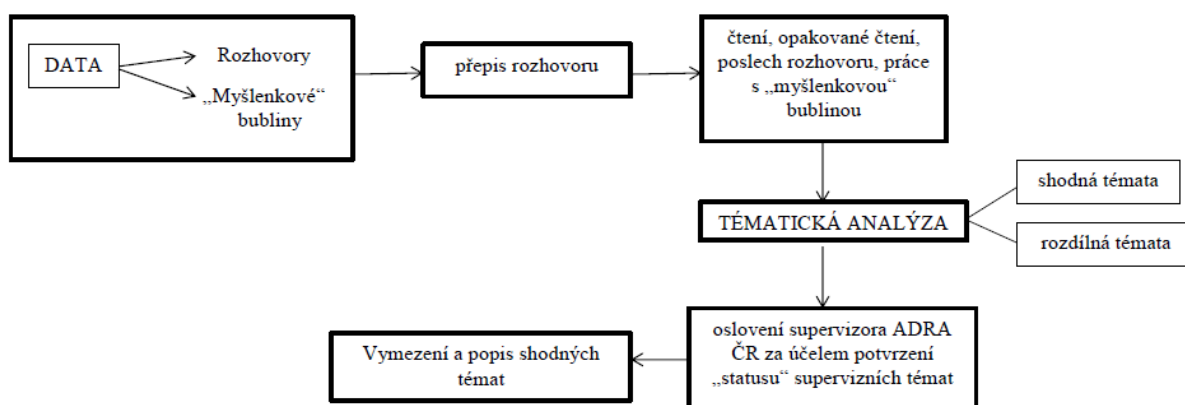 DATA
Rozhovory
„Myšlenkové“
bubliny
přepis rozhovoru
čtení, opakované čtení,
poslech rozhovoru, práce
s „myšlenkovou“
bublinou
TÉMATICKÁ ANALÝZA
shodná témata
rozdílná témata
oslovení supervizora ADRA
ČR za účelem potvrzení
„statusu“ supervizních témat
Vymezení a popis shodných
témat